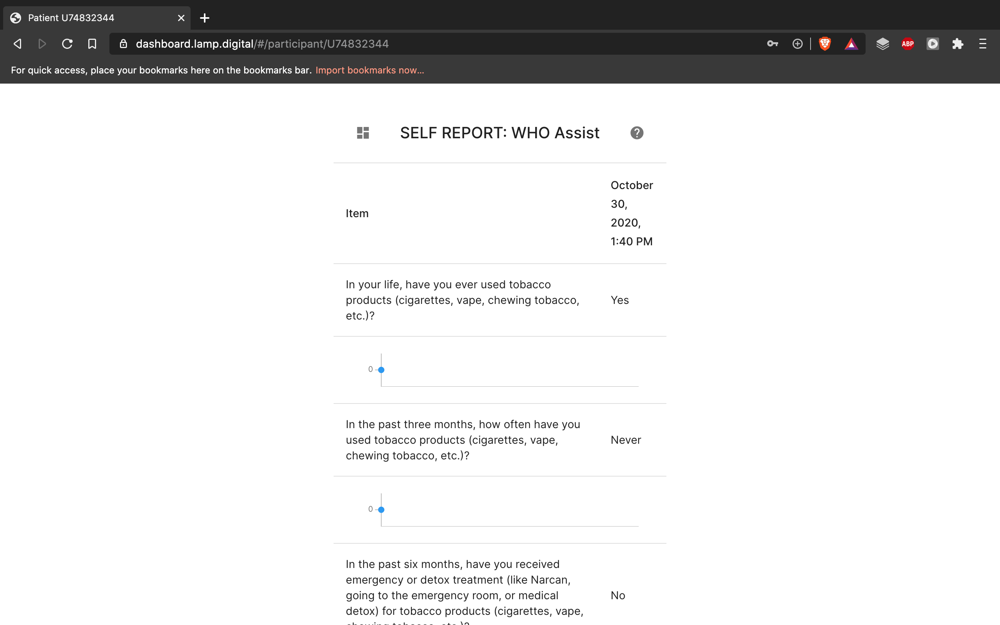 Patient U74832344
dashboard.lamp.digital/#/participant/U74832344
ABP
For quick access, place your bookmarks here on the bookmarks bar. Import bookmarks now...
SELF REPORT: WHO Assist
?
Item
October
30,
2020,
1:40 PM
In your life, have you ever used tobacco
products (cigarettes, vape, chewing tobacco,
etc.)?
Yes
0
In the past three months, how often have you
used tobacco products (cigarettes, vape,
chewing tobacco, etc.)?
Never
0
In the past six months, have you received
emergency or detox treatment (like Narcan,
going to the emergency room, or medical
detox) for tobacco products (cigarettes, vape,
chewing tobacco, etc.)?
No